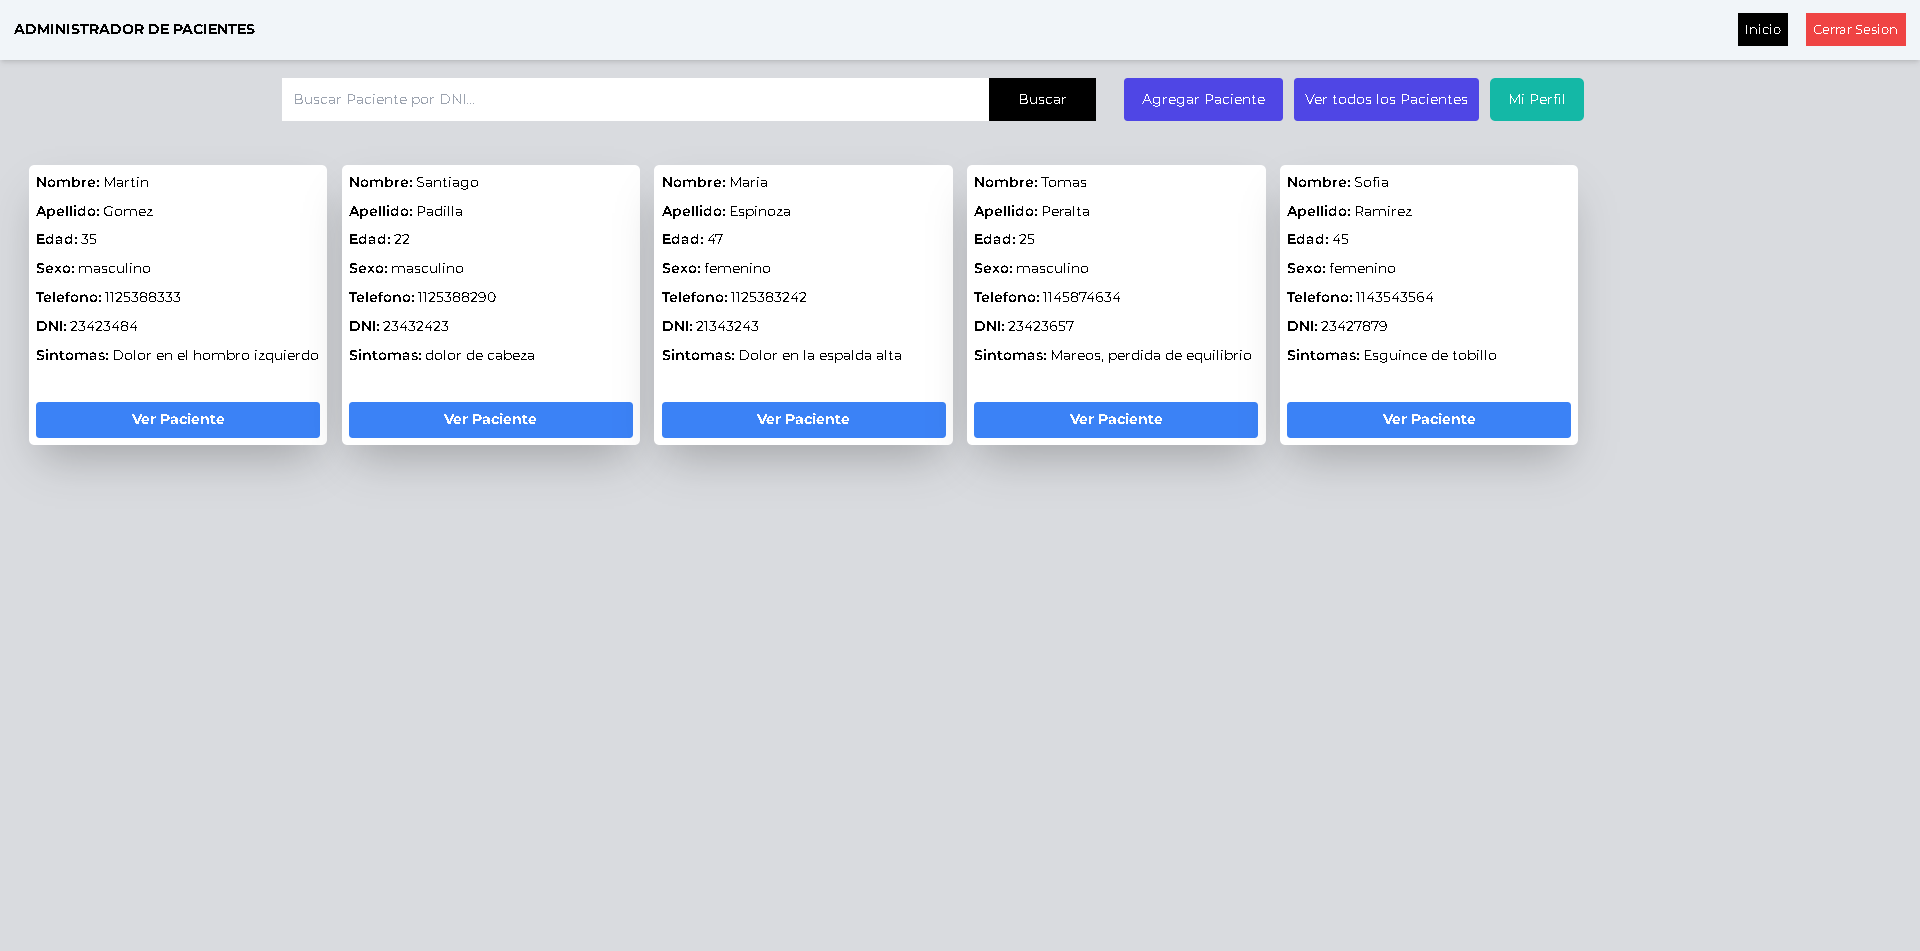 ADMINISTRADOR DE PACIENTES
Inicio
Cerrar Sesion
Buscar Paciente por DNI...
Buscar
Agregar Paciente
Ver todos los Pacientes
Mi Perfil
Nombre: Martin
Apellido: Gomez
Edad: 35
Sexo: masculino
Telefono: 1125388333
DNI: 23423484
Sintomas: Dolor en el hombro izquierdo
Ver Paciente
Nombre: Santiago
Apellido: Padilla
Edad: 22
Sexo: masculino
Telefono: 1125388290
DNI: 23432423
Sintomas: dolor de cabeza
Ver Paciente
Nombre: Maria
Apellido: Espinoza
Edad: 47
Sexo: femenino
Telefono: 1125383242
DNI: 21343243
Sintomas: Dolor en la espalda alta
Ver Paciente
Nombre: Tomas
Apellido: Peralta
Edad: 25
Sexo: masculino
Telefono: 1145874634
DNI: 23423657
Sintomas: Mareos, perdida de equilibrio
Ver Paciente
Nombre: Sofia
Apellido: Ramirez
Edad: 45
Sexo: femenino
Telefono: 1143543564
DNI: 23427879
Sintomas: Esguince de tobillo
Ver Paciente